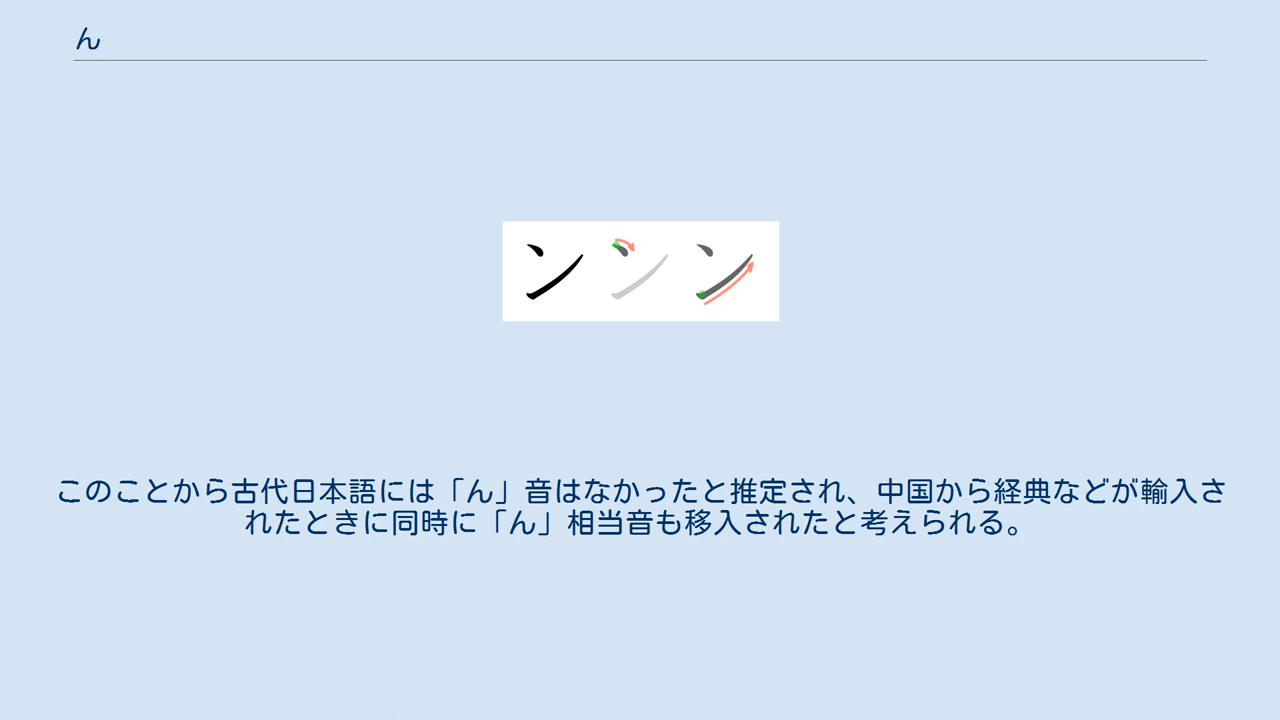 ん
ン ン ン
このことから古代日本語には「ん」音はなかったと推定され、中国から経典などが輸入さ
れたときに同時に「ん」相当音も移入されたと考えられる。